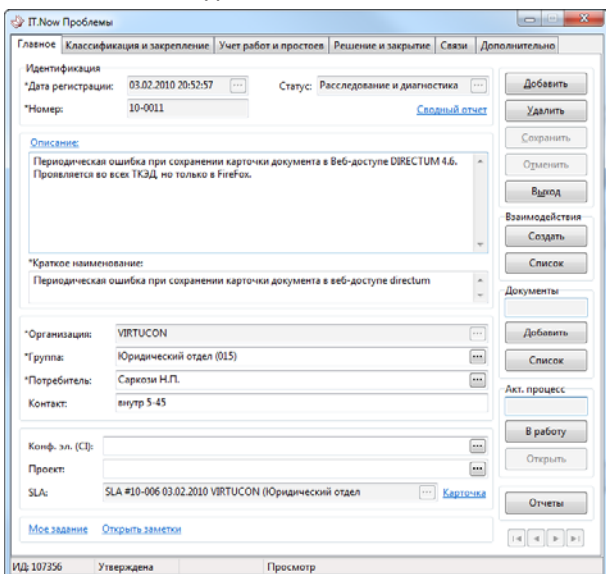 IT.Now Проблемы
Главное Классификация и закрепление Учет работ и простоев Решение и закрытие Связи Дополнительно
Идентификация
*Дата регистрации: 03.02.2010 20:52:57 ... Статус: Расследование и диагностика ...
*Номер: 10-0011 Сводный отчет
Описание:
Периодическая ошибка при сохранении карточки документа в Веб-доступе DIRECTUM 4.6.
Проявляется во всех ТКЭД, но только в FireFox.
*Краткое наименование:
Периодическая ошибка при сохранении карточки документа в веб-доступе directum
*Организация: VIRTUCON ...
*Группа: Юридический отдел (015) ...
*Потребитель: Саркози Н.П. ...
Контакт: внутр 5-45
Конф. эл. (CI): ...
Проект: ...
SLA: SLA #10-006 03.02.2010 VIRTUCON (Юридический отдел ... Карточка
Мое задание Открыть заметки
Добавить
Удалить
Сохранить
Отменить
Выход
Взаимодействия
Создать
Список
Документы
Добавить
Список
Акт. процесс
В работу
Открыть
Отчеты
ИД: 107356 Утверждена Просмотр